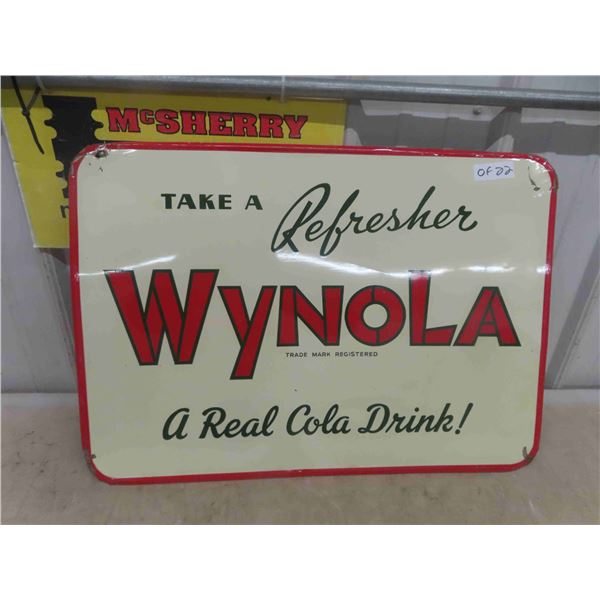 McSHERRY
OF22
TAKE A Refresher
WYNOLA
TRADE MARK REGISTERED
A Real Cola Drink!